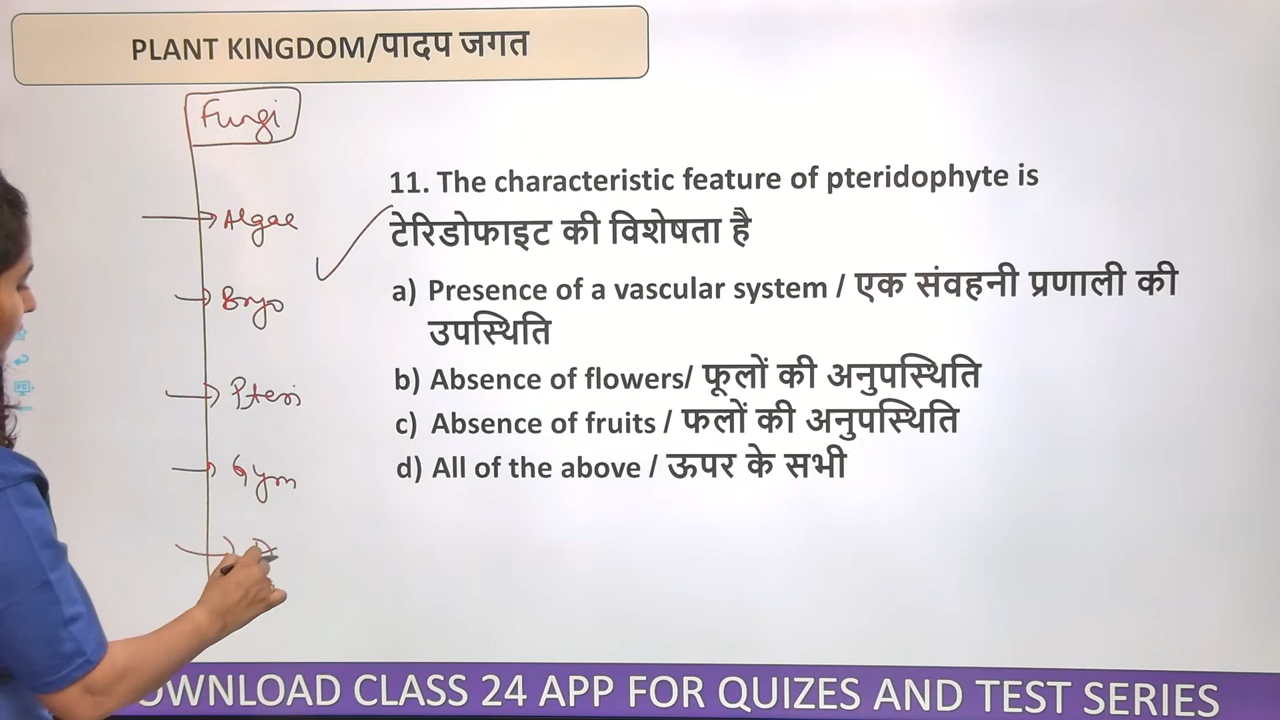 PLANT KINGDOM/पादप जगत
Fungi
Algae
Bryo
Pteri
Gym
11. The characteristic feature of pteridophyte is
टेरिडोफाइट की विशेषता है
a) Presence of a vascular system / एक संवहनी प्रणाली की
उपस्थिति
b) Absence of flowers/ फूलों की अनुपस्थिति
c) Absence of fruits / फलों की अनुपस्थिति
d) All of the above / ऊपर के सभी
OWNLOAD CLASS 24 APP FOR QUIZES AND TEST SERIES